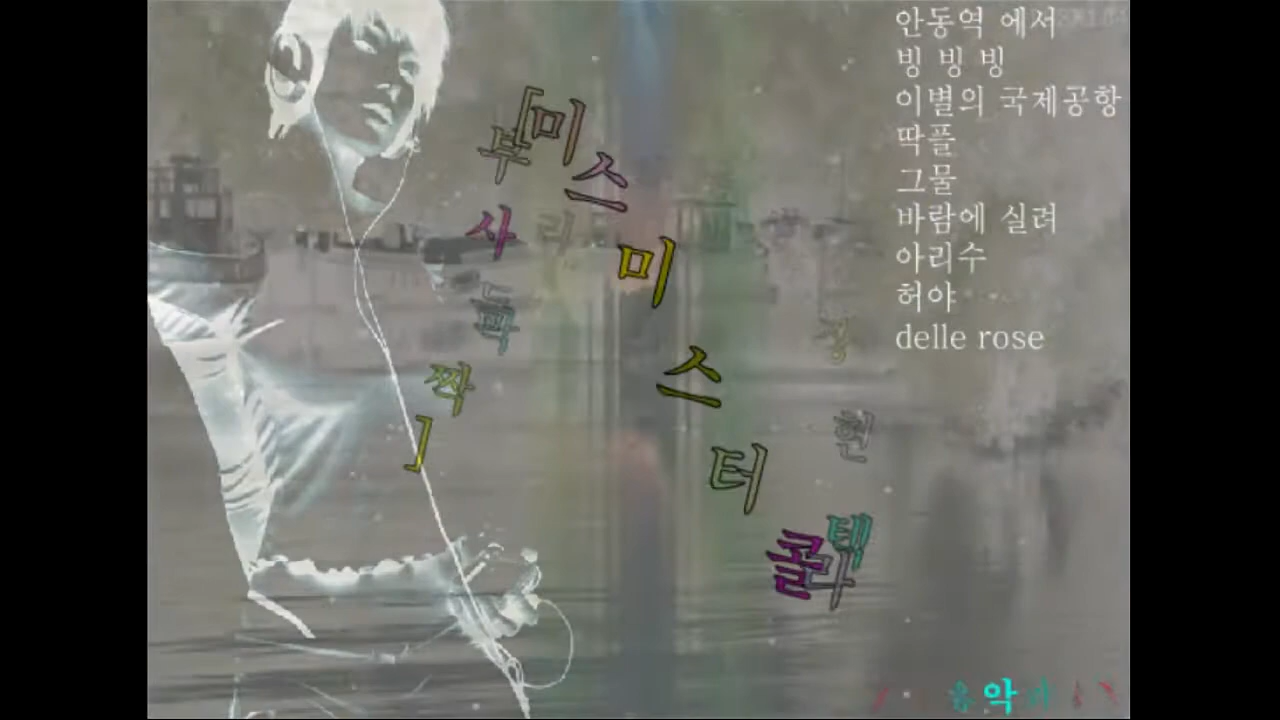 안동역 에서
빙 빙 빙
이별의 국제공항
딱플
그물
바람에 실려
아리수
허야
delle rose
[미스미스터콜라텍
부
사
짝
]
헌
악